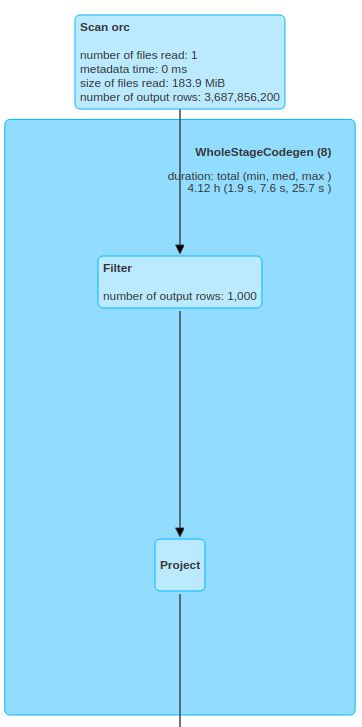 Scan orc
number of files read: 1
metadata time: 0 ms
size of files read: 183.9 MiB
number of output rows: 3,687,856,200
WholeStageCodegen (8)
duration: total (min, med, max )
4.12 h (1.9 s, 7.6 s, 25.7 s )
Filter
number of output rows: 1,000
Project